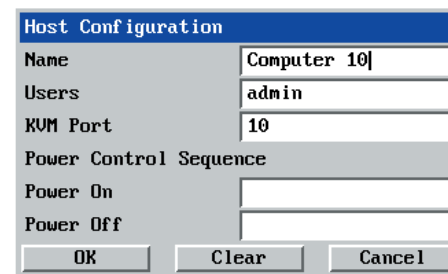 Host Configuration
Name Computer 10
Users admin
KVM Port 10
Power Control Sequence
Power On
Power Off
OK Clear Cancel